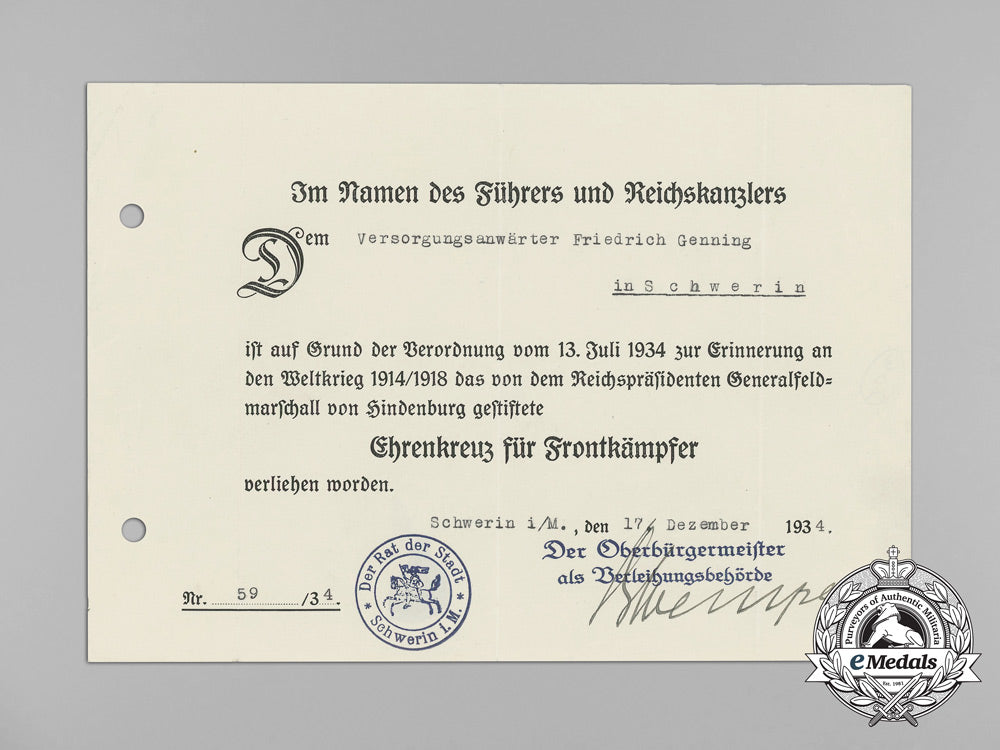 Im Namen des Führers und Reichskanzlers
Dem Versorgungsanwärter Friedrich Genning
in S c h w e r i n
ist auf Grund der Verordnung vom 13. Juli 1934 zur Erinnerung an
den Weltkrieg 1914/1918 das von dem Reichspräsidenten Generalfeld-
marschall von Hindenburg gestiftete
Ehrenkreuz für Frontkämpfer
verliehen worden.
Schwerin i/M., den 17. Dezember 1934.
Der Oberbürgermeister
als Verleihungsbehörde
Nr. 59 /34.
* Der Rat der Stadt *
Schwerin i. M.
Purveyors of Authentic Militaria
eMedals
Est. 1981